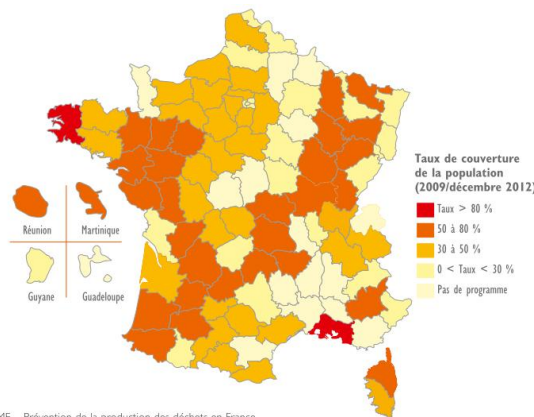 Taux de couverture
de la population
(2009/décembre 2012)
Taux > 80 %
50 à 80 %
30 à 50 %
0 < Taux < 30 %
Pas de programme
Réunion
Martinique
Guyane
Guadeloupe
Prévention de la production des déchets en France